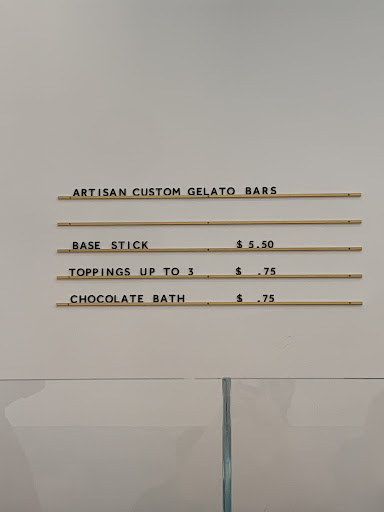 ARTISAN CUSTOM GELATO BARS
BASE STICK $ 5.50
TOPPINGS UP TO 3 $ .75
CHOCOLATE BATH $ .75